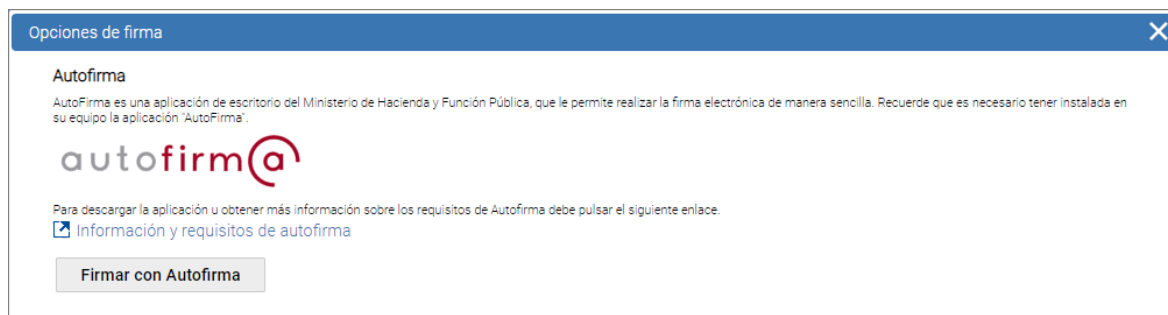 Opciones de firma
Autofirma
AutoFirma es una aplicación de escritorio del Ministerio de Hacienda y Función Pública, que le permite realizar la firma electrónica de manera sencilla. Recuerde que es necesario tener instalada en
su equipo la aplicación "AutoFirma".
autofirm@
Para descargar la aplicación u obtener más información sobre los requisitos de Autofirma debe pulsar el siguiente enlace.
Información y requisitos de autofirma
Firmar con Autofirma